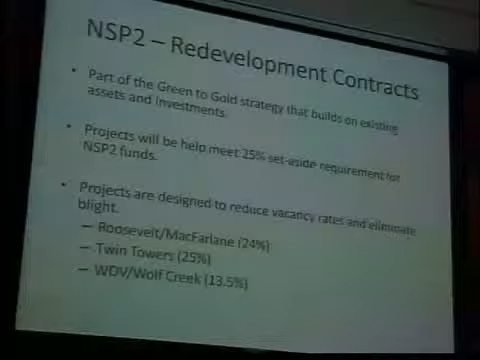 NSP2 – Redevelopment Contracts
• Part of the Green to Gold strategy that builds on existing
assets and investments.
• Projects will be help meet 25% set-aside requirement for
NSP2 funds.
• Projects are designed to reduce vacancy rates and eliminate
blight.
– Roosevelt/MacFarlane (24%)
– Twin Towers (25%)
– WDV/Wolf Creek (13.5%)